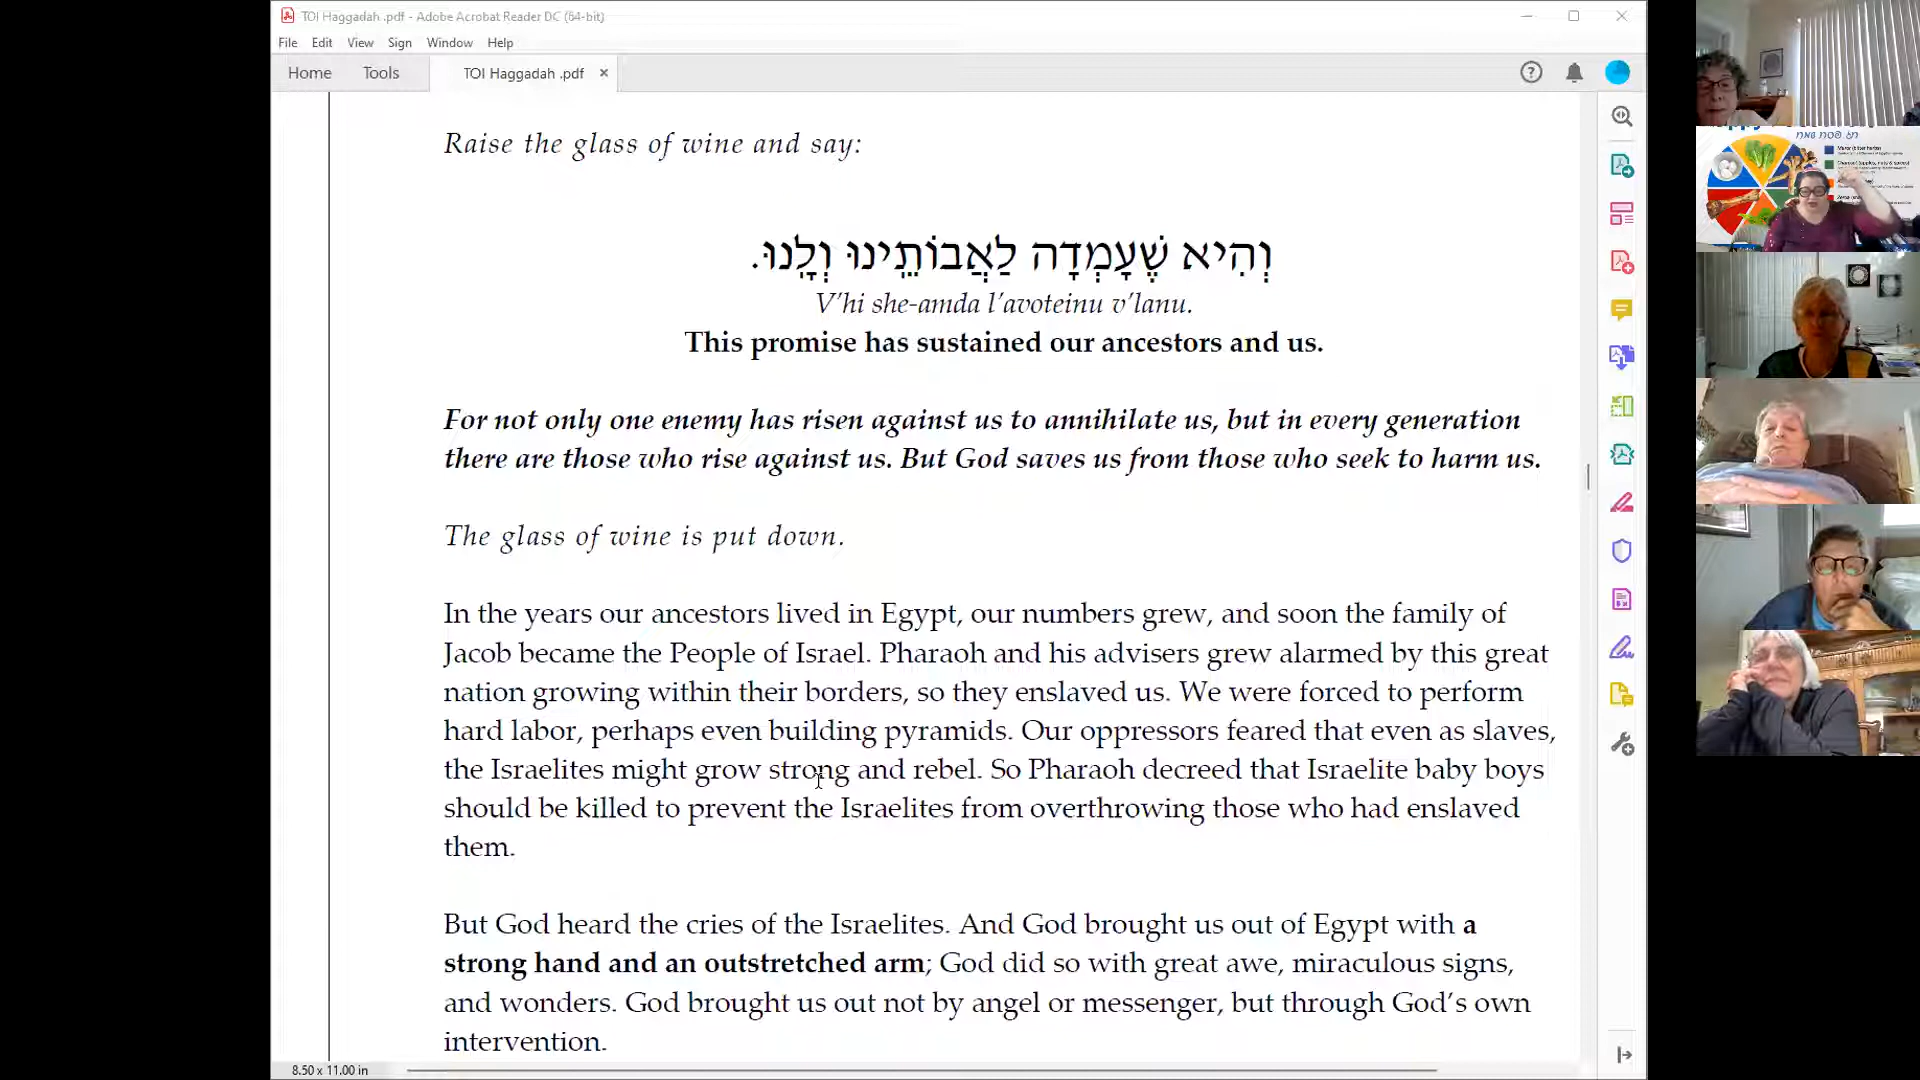 TOI Haggadah .pdf - Adobe Acrobat Reader DC (64-bit)
File Edit View Sign Window Help
Home Tools TOI Haggadah .pdf
Raise the glass of wine and say:
וְהִיא שֶׁעָמְדָה לַאֲבוֹתֵֽינוּ וְלָֽנוּ.
V'hi she-amda l'avoteinu v'lanu.
This promise has sustained our ancestors and us.
For not only one enemy has risen against us to annihilate us, but in every generation
there are those who rise against us. But God saves us from those who seek to harm us.
The glass of wine is put down.
In the years our ancestors lived in Egypt, our numbers grew, and soon the family of
Jacob became the People of Israel. Pharaoh and his advisers grew alarmed by this great
nation growing within their borders, so they enslaved us. We were forced to perform
hard labor, perhaps even building pyramids. Our oppressors feared that even as slaves,
the Israelites might grow strong and rebel. So Pharaoh decreed that Israelite baby boys
should be killed to prevent the Israelites from overthrowing those who had enslaved
them.
But God heard the cries of the Israelites. And God brought us out of Egypt with a
strong hand and an outstretched arm; God did so with great awe, miraculous signs,
and wonders. God brought us out not by angel or messenger, but through God's own
intervention.
8.50 x 11.00 in
חג פסח שמח
Maror (bitter herbs)